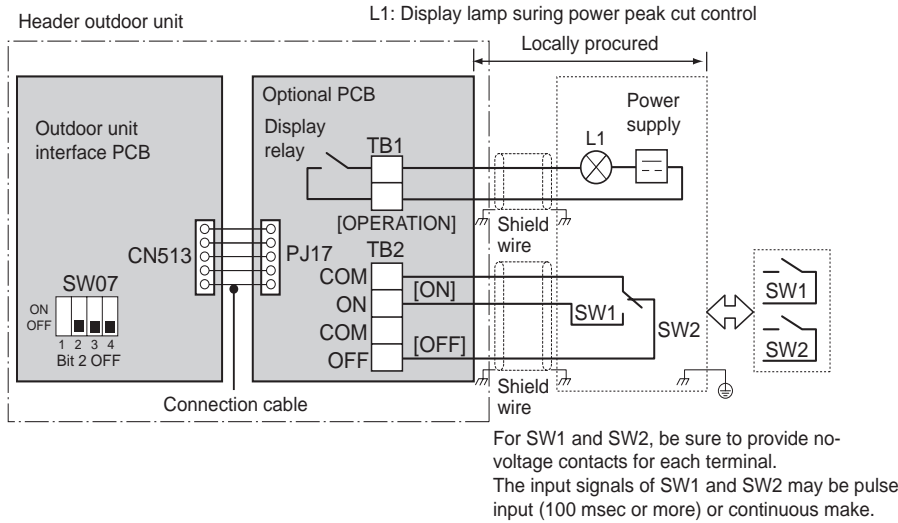 Header outdoor unit
L1: Display lamp suring power peak cut control
Locally procured
Optional PCB
Outdoor unit
interface PCB
Display
relay
TB1
Power
supply
L1
[OPERATION]
Shield
wire
CN513
PJ17
TB2
COM
[ON]
ON
COM
[OFF]
OFF
SW1
SW2
SW1
SW2
SW07
ON
OFF
1 2 3 4
Bit 2 OFF
Shield
wire
Connection cable
For SW1 and SW2, be sure to provide no-
voltage contacts for each terminal.
The input signals of SW1 and SW2 may be pulse
input (100 msec or more) or continuous make.